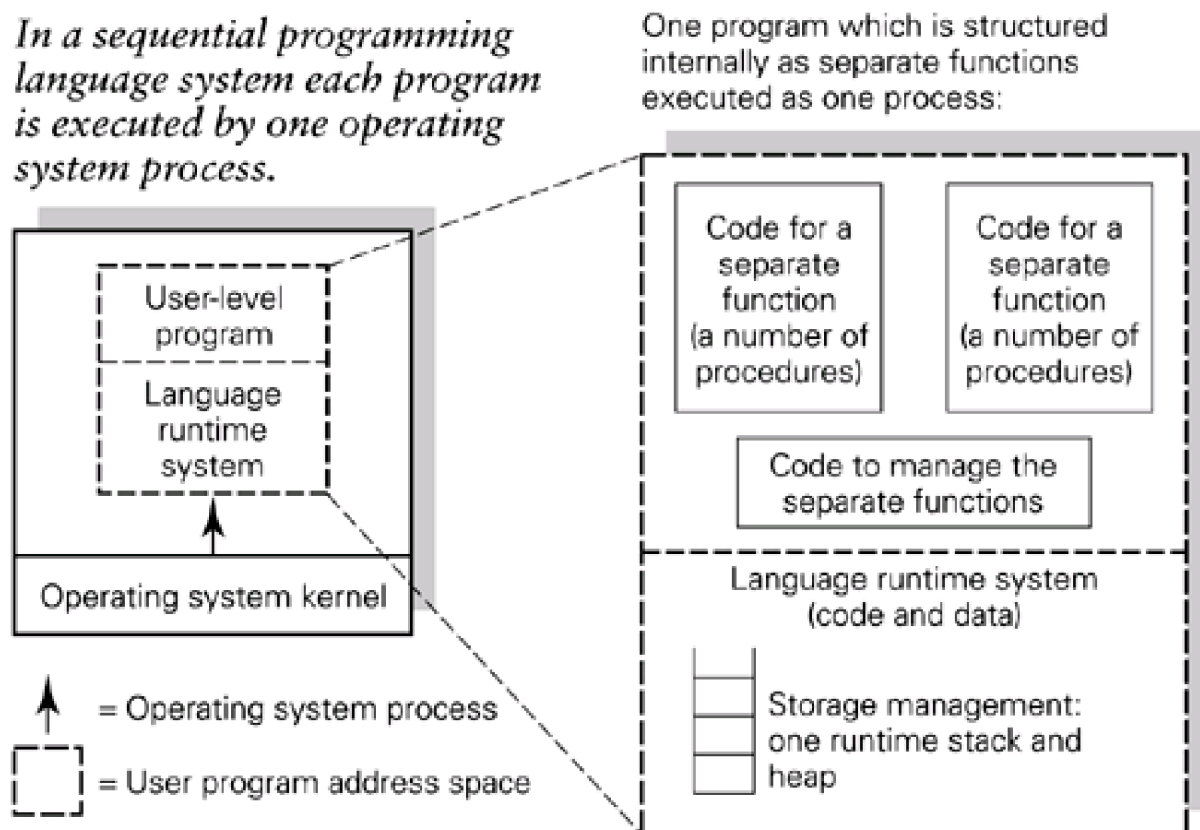 In a sequential programming
language system each program
is executed by one operating
system process.
User-level
program
Language
runtime
system
Operating system kernel
= Operating system process
= User program address space
One program which is structured
internally as separate functions
executed as one process:
Code for a
separate
function
(a number of
procedures)
Code for a
separate
function
(a number of
procedures)
Code to manage the
separate functions
Language runtime system
(code and data)
Storage management:
one runtime stack and
heap